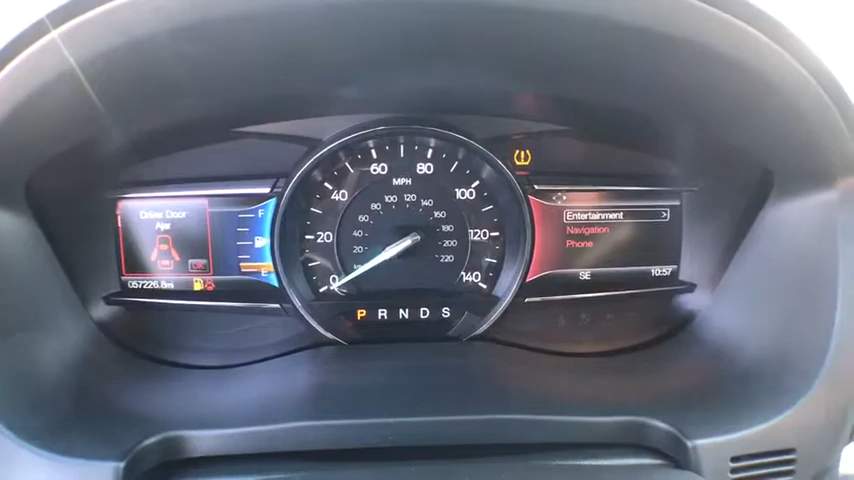 Driver Door
Ajar
OK
057226.8mi
F
E
0
20
40
60
80
100
120
140
MPH
20
40
60
80
100
120
140
160
180
200
220
P R N D S
Entertainment
Navigation
Phone
SE
10:57